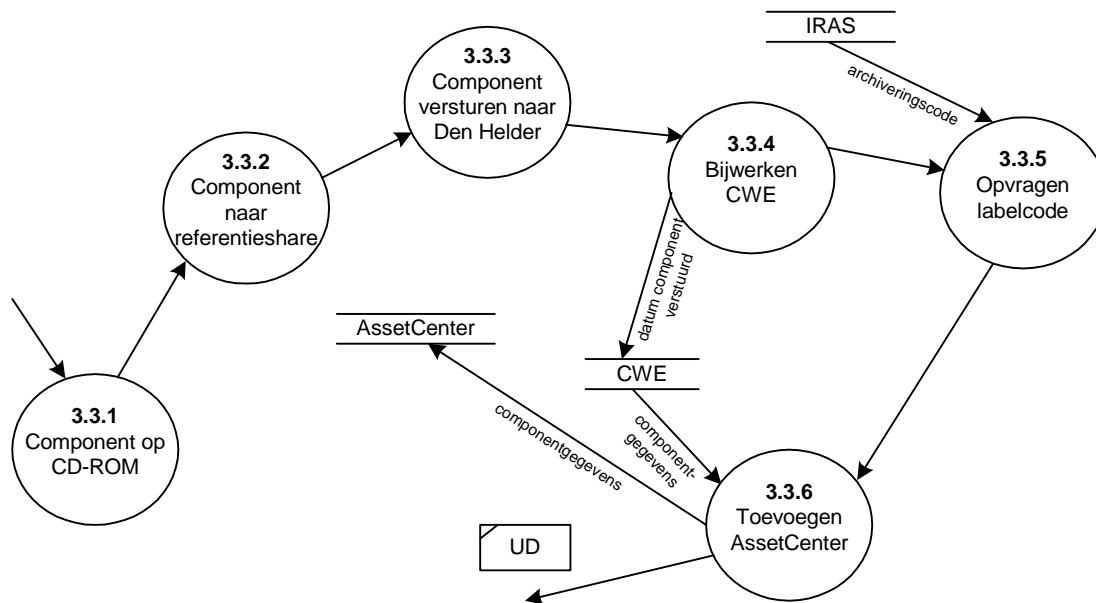 IRAS
archiveringscode
3.3.3
Component
versturen naar
Den Helder
3.3.2
Component
naar
referentieshare
3.3.4
Bijwerken
CWE
3.3.5
Opvragen
labelcode
datum component
verstuurd
AssetCenter
CWE
3.3.1
Component op
CD-ROM
componentgegevens
component-
gegevens
3.3.6
Toevoegen
AssetCenter
UD